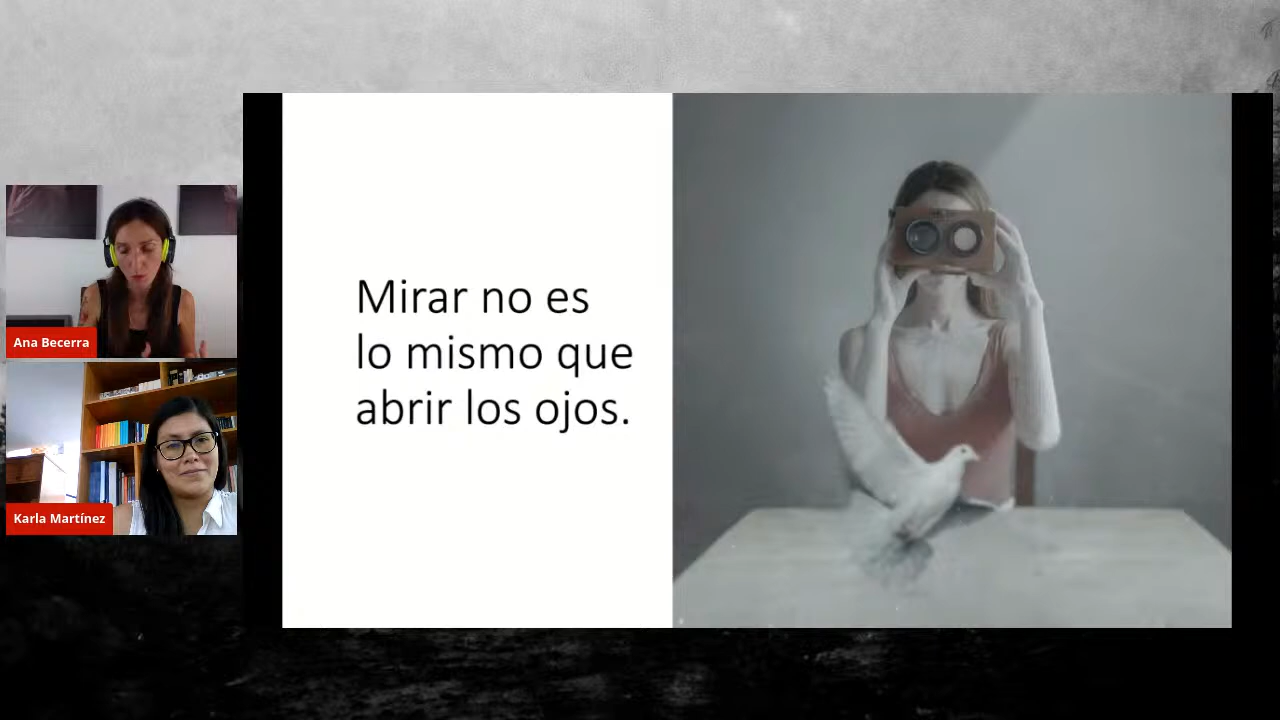 Ana Becerra
Karla Martínez
Mirar no es
lo mismo que
abrir los ojos.